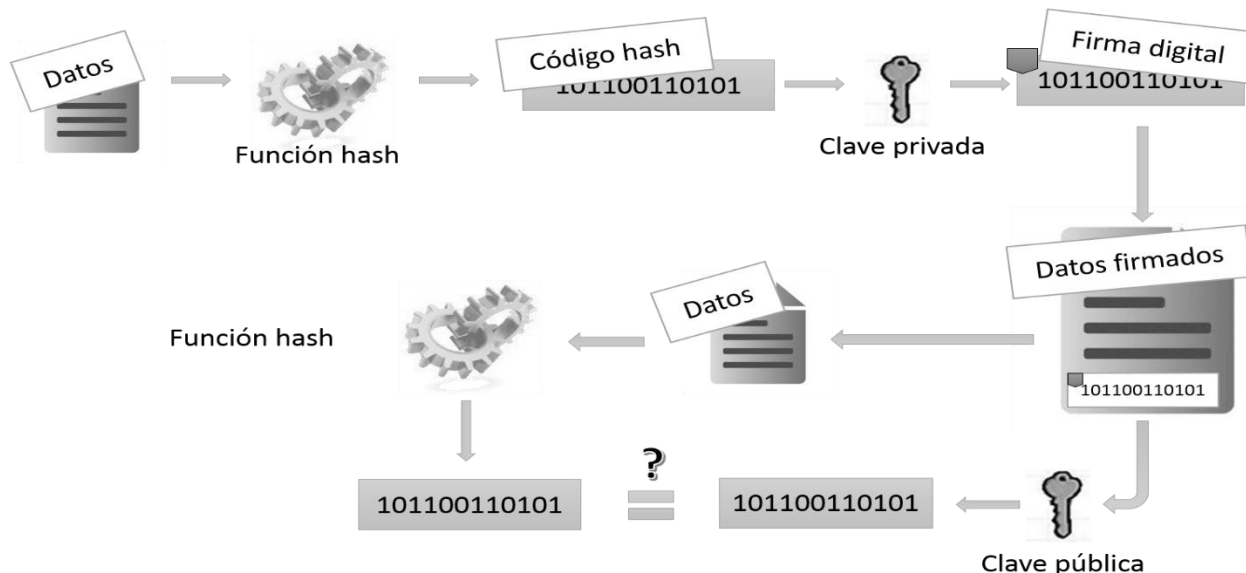 Datos
Función hash
Código hash
101100110101
Clave privada
Firma digital
101100110101
Datos firmados
101100110101
Datos
Función hash
101100110101
?
=
101100110101
Clave pública